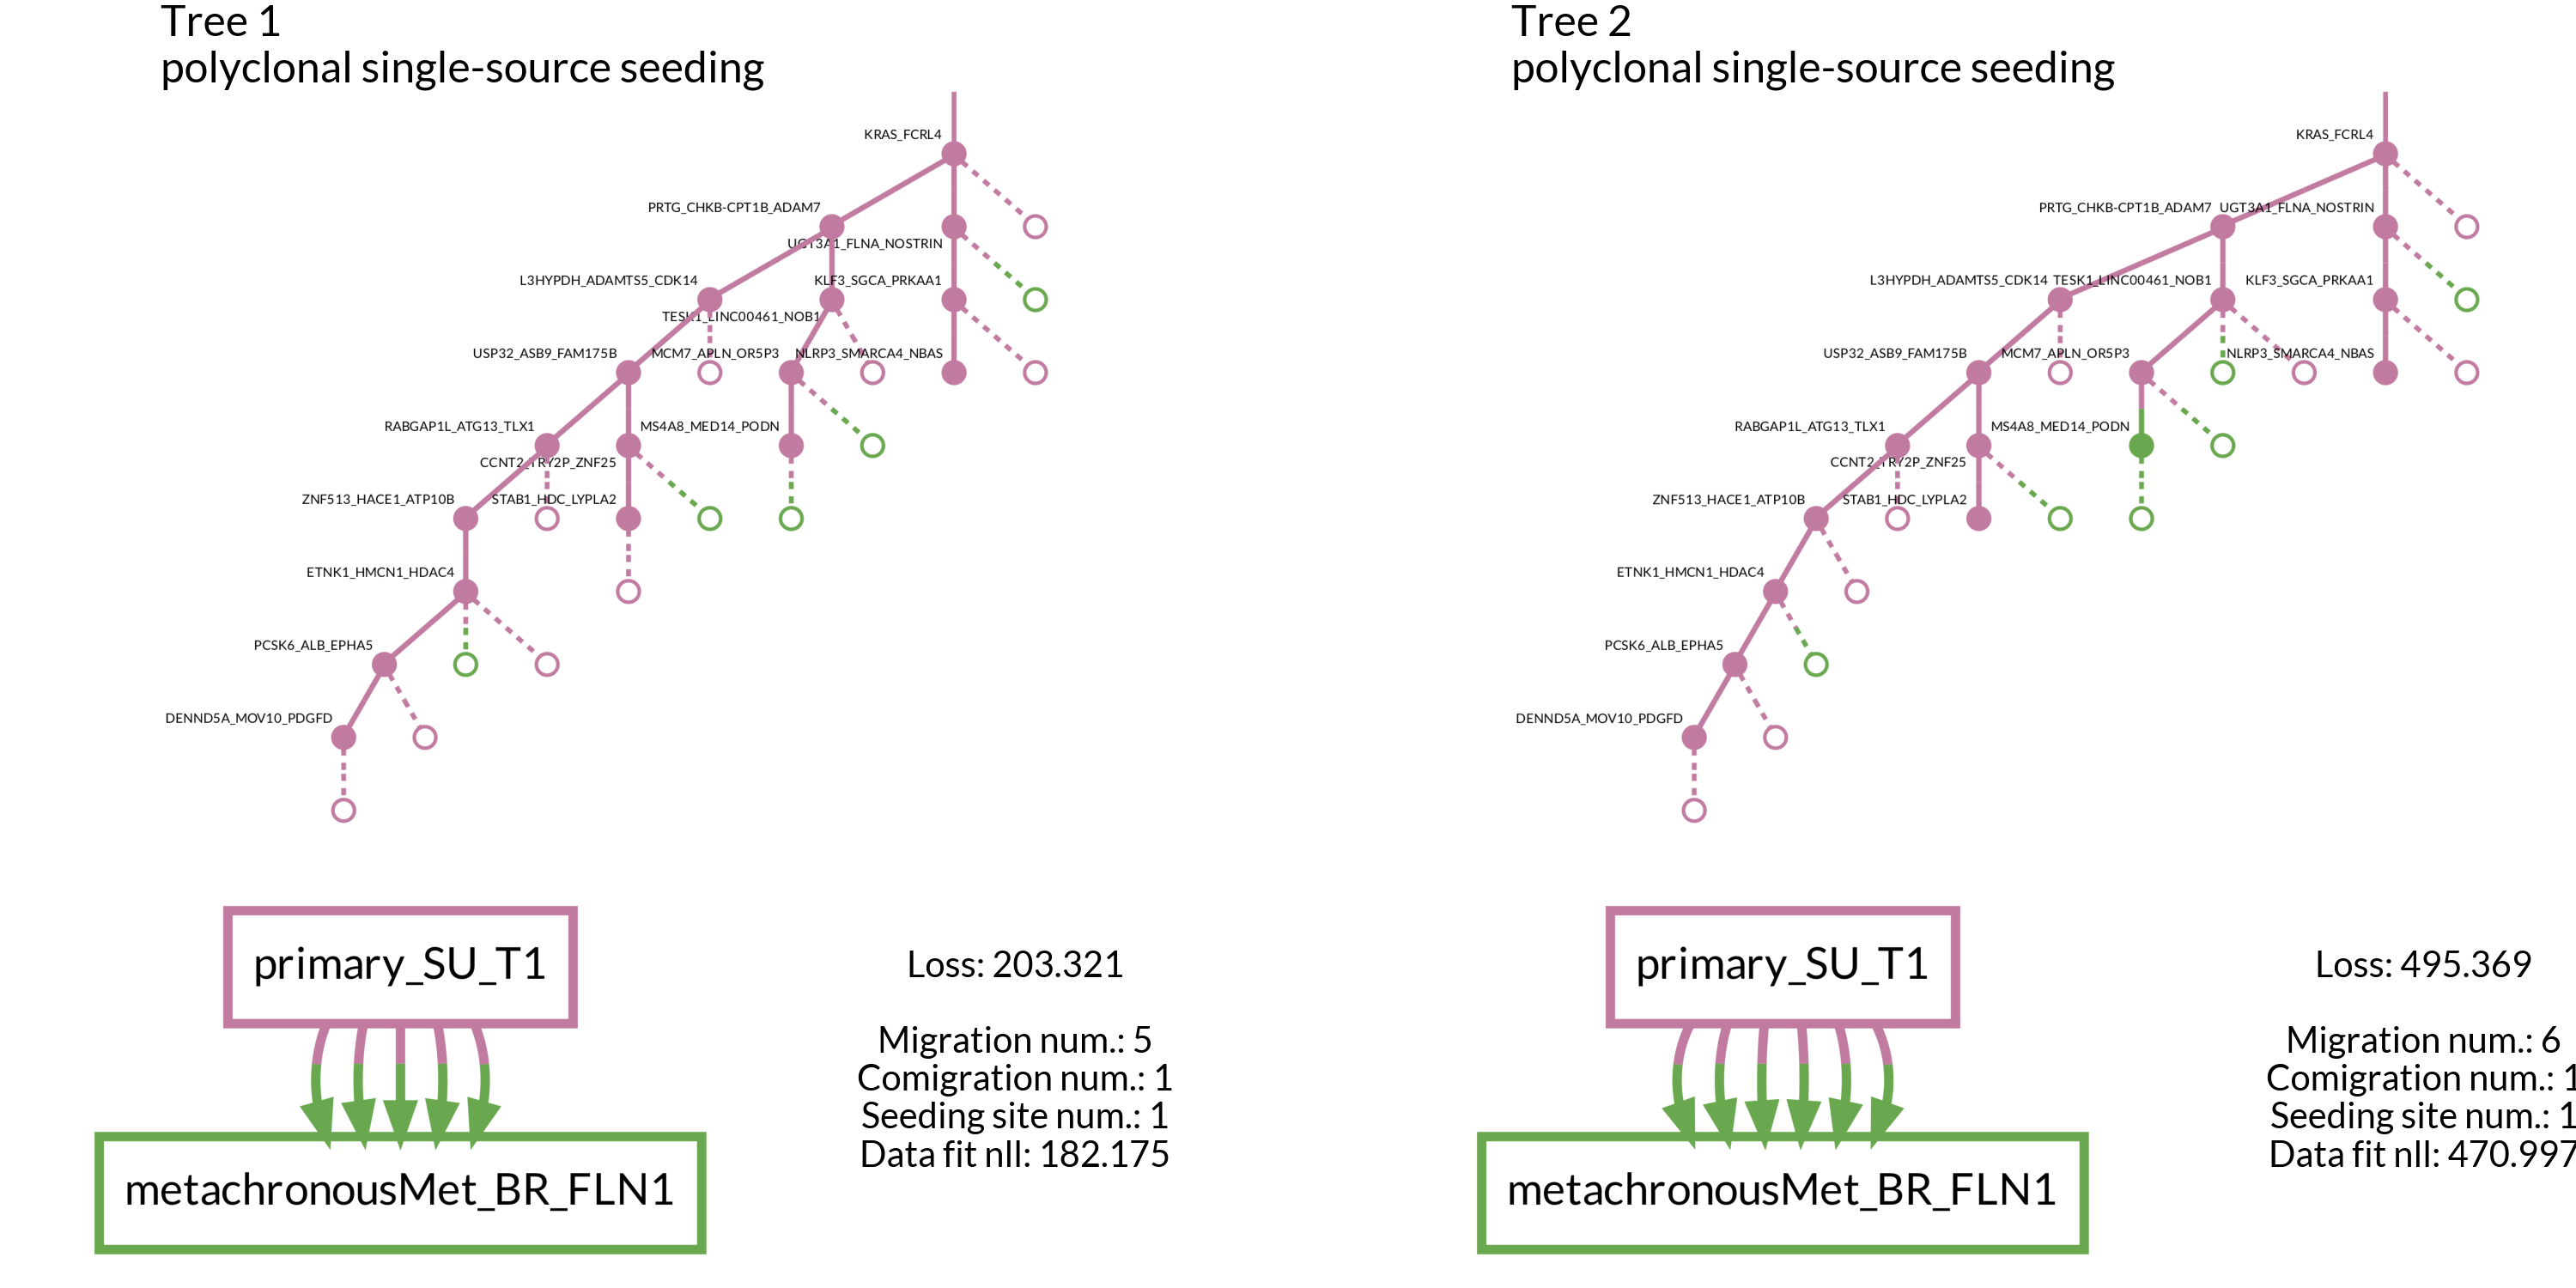 Tree 1
polyclonal single-source seeding
KRAS_FCRL4
PRTG_CHKB-CPT1B_ADAM7
UGT3A1_FLNA_NOSTRIN
L3HYPDH_ADAMTS5_CDK14
KLF3_SGCA_PRKAA1
TESK1_LINC00461_NOB1
USP32_ASB9_FAM175B
MCM7_APLN_OR5P3
NLRP3_SMARCA4_NBAS
RABGAP1L_ATG13_TLX1
MS4A8_MED14_PODN
CCNT2_TRY2P_ZNF25
ZNF513_HACE1_ATP10B
STAB1_HDC_LYPLA2
ETNK1_HMCN1_HDAC4
PCSK6_ALB_EPHA5
DENND5A_MOV10_PDGFD
primary_SU_T1
metachronousMet_BR_FLN1
Loss: 203.321
Migration num.: 5
Comigration num.: 1
Seeding site num.: 1
Data fit nll: 182.175
Tree 2
polyclonal single-source seeding
KRAS_FCRL4
PRTG_CHKB-CPT1B_ADAM7
UGT3A1_FLNA_NOSTRIN
L3HYPDH_ADAMTS5_CDK14
TESK1_LINC00461_NOB1
KLF3_SGCA_PRKAA1
USP32_ASB9_FAM175B
MCM7_APLN_OR5P3
NLRP3_SMARCA4_NBAS
RABGAP1L_ATG13_TLX1
MS4A8_MED14_PODN
CCNT2_TRY2P_ZNF25
ZNF513_HACE1_ATP10B
STAB1_HDC_LYPLA2
ETNK1_HMCN1_HDAC4
PCSK6_ALB_EPHA5
DENND5A_MOV10_PDGFD
primary_SU_T1
metachronousMet_BR_FLN1
Loss: 495.369
Migration num.: 6
Comigration num.: 1
Seeding site num.: 1
Data fit nll: 470.997